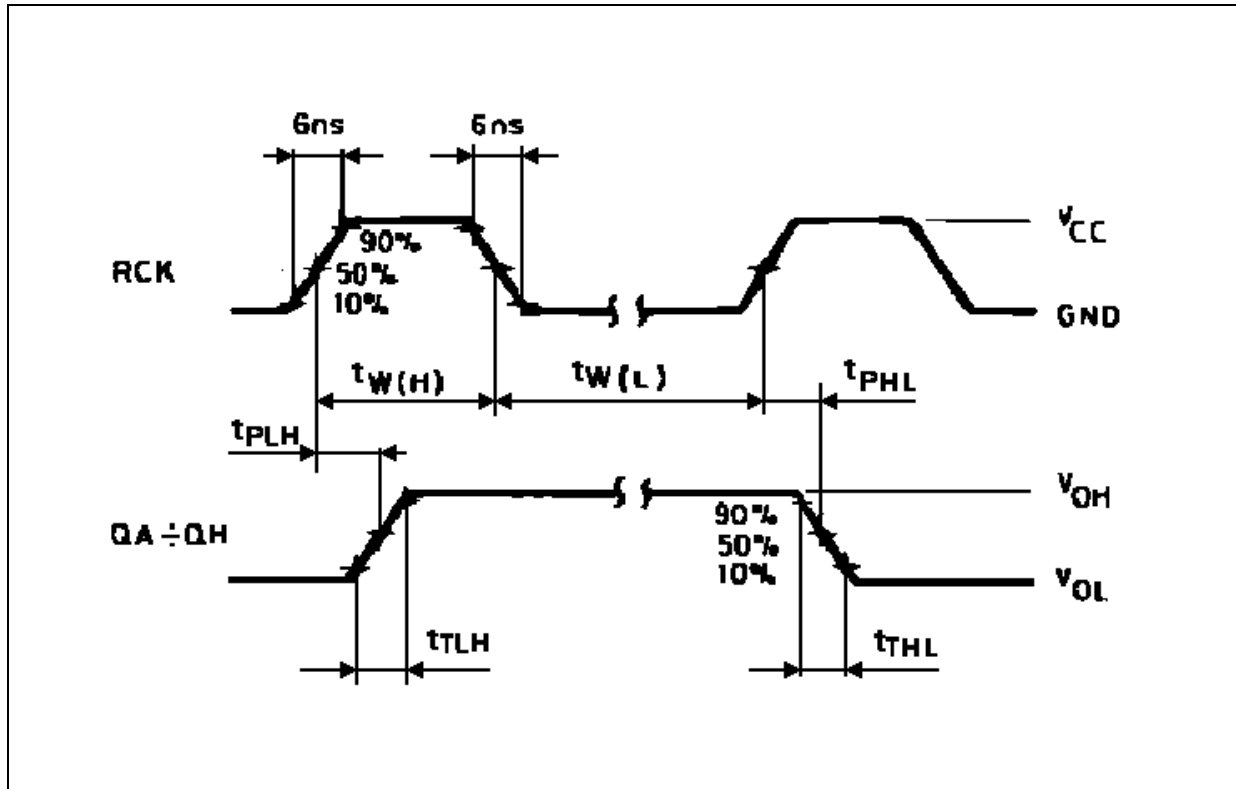 6ns 6ns
VCC
90%
RCK 50%
10%
GND
tW(H) tW(L) tPHL
tPLH
VOH
90%
QA÷QH 50%
10%
VOL
tTLH tTHL